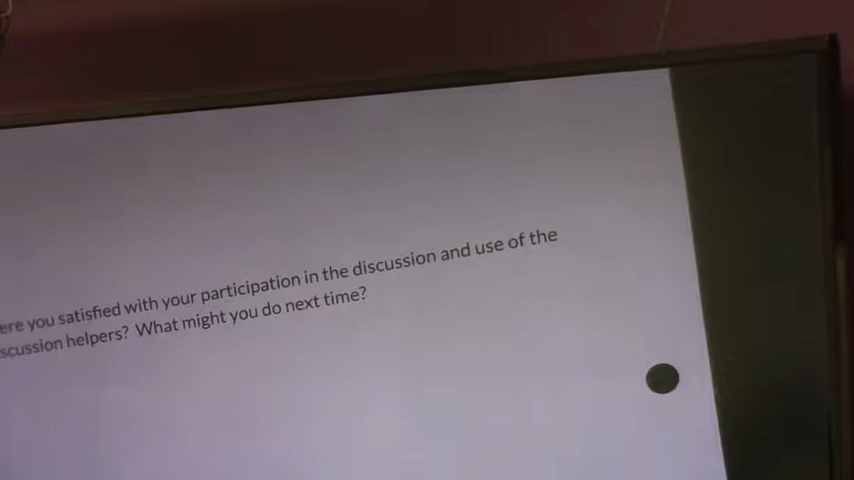 ere you satisfied with your participation in the discussion and use of the
scussion helpers? What might you do next time?